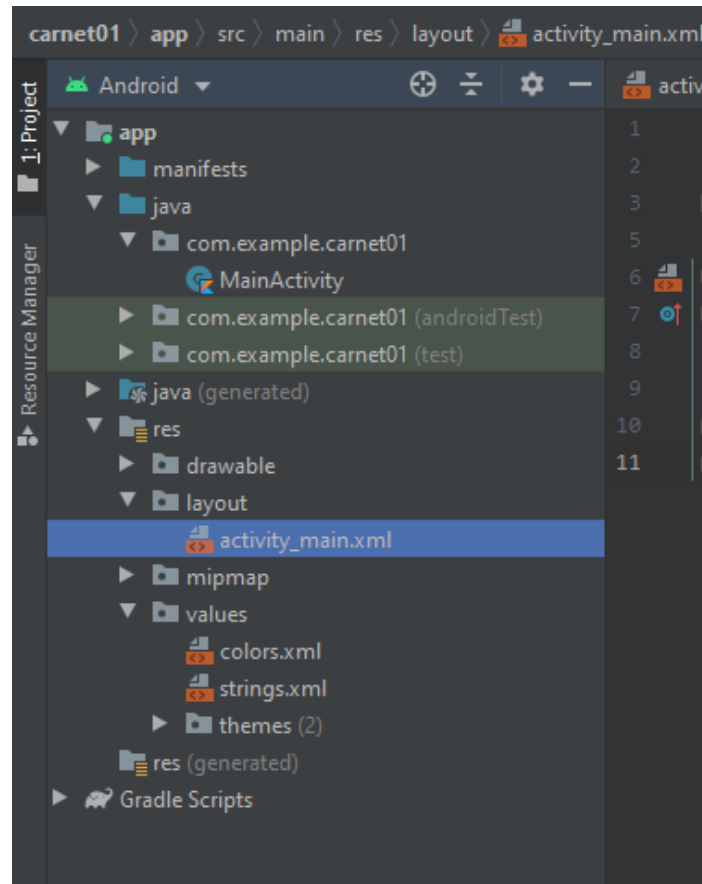 carnet01 〉 app 〉 src 〉 main 〉 res 〉 layout 〉 activity_main.xml
1: Project
Resource Manager
Android
app
manifests
java
com.example.carnet01
MainActivity
com.example.carnet01 (androidTest)
com.example.carnet01 (test)
java (generated)
res
drawable
layout
activity_main.xml
mipmap
values
colors.xml
strings.xml
themes (2)
res (generated)
Gradle Scripts
activ
1
2
3
5
6
7
8
9
10
11